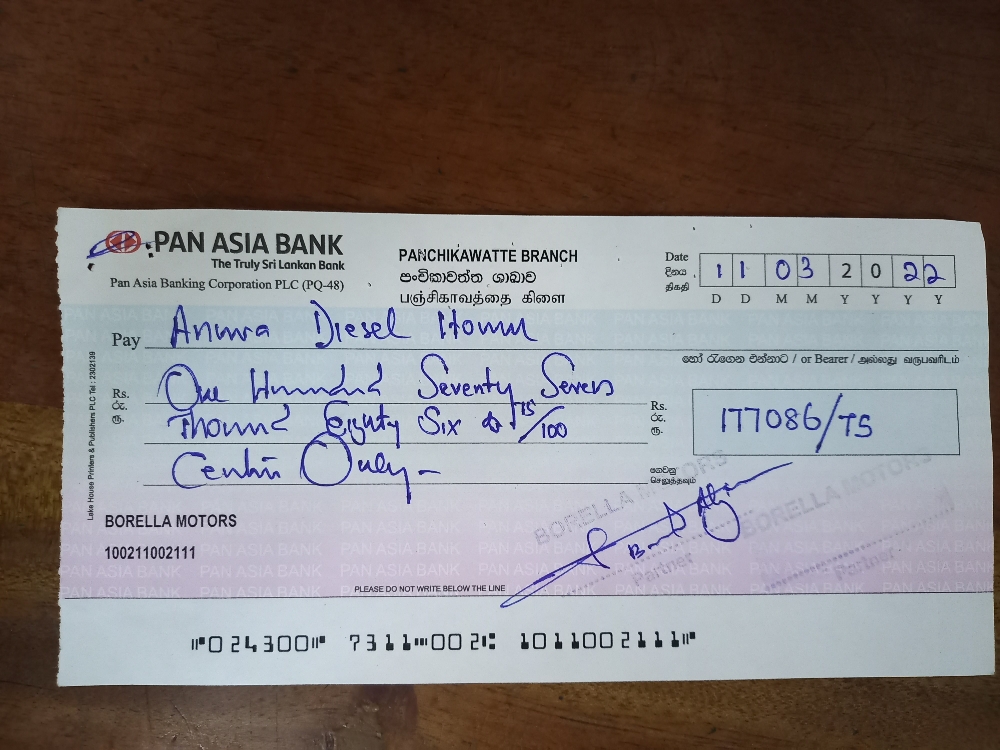 PAN ASIA BANK
The Truly Sri Lankan Bank
Pan Asia Banking Corporation PLC (PQ-48)
PANCHIKAWATTE BRANCH
පංචිකාවත්ත ශාඛාව
பஞ்சிகாவத்தை கிளை
Date
දිනය
திகதி
1 1 0 3 2 0 2 2
D D M M Y Y Y Y
Pay Anura Diesel
හෝ රැගෙන එන්නාට / or Bearer / அல்லது வருபவரிடம்
Rs.
රු.
ரூ.
One Hundred Seventy Seven
Eighty Six & 75/100
Only -
Rs.
රු.
ரூ.
177086/75
ගෙවනු
செலுத்தவும்
Lake House Printers & Publishers PLC Tel : 2302139
BORELLA MOTORS
100211002111
BORELLA MOTORS
Partner
BORELLA MOTORS
Partner
PLEASE DO NOT WRITE BELOW THE LINE
⑈024300⑈ 7311⑉002⑆ 1011002111⑈